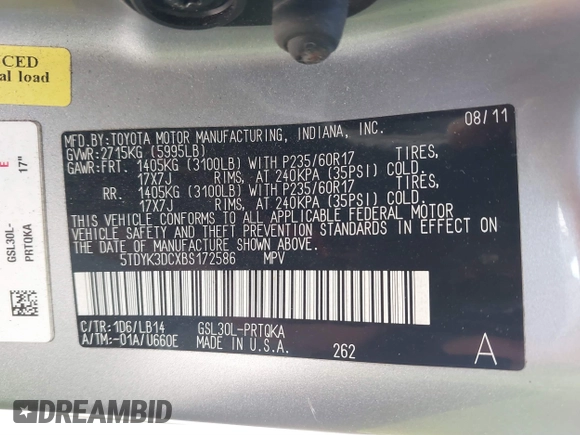 CED
al load
E
17"
GSL30L-
PRTQKA
08/11
MFD.BY:TOYOTA MOTOR MANUFACTURING, INDIANA, INC.
GVWR:2715KG (5995LB)
GAWR:FRT. 1405KG (3100LB) WITH P235/60R17 TIRES,
17X7J RIMS, AT 240KPA (35PSI) COLD.
RR. 1405KG (3100LB) WITH P235/60R17 TIRES,
17X7J RIMS, AT 240KPA (35PSI) COLD.
THIS VEHICLE CONFORMS TO ALL APPLICABLE FEDERAL MOTOR
VEHICLE SAFETY AND THEFT PREVENTION STANDARDS IN EFFECT ON
THE DATE OF MANUFACTURE SHOWN ABOVE.
5TDYK3DCXBS172586 MPV
C/TR:1D6/LB14 GSL30L-PRTQKA
A/TM:-01A/U660E MADE IN U.S.A. 262 A
DREAMBID